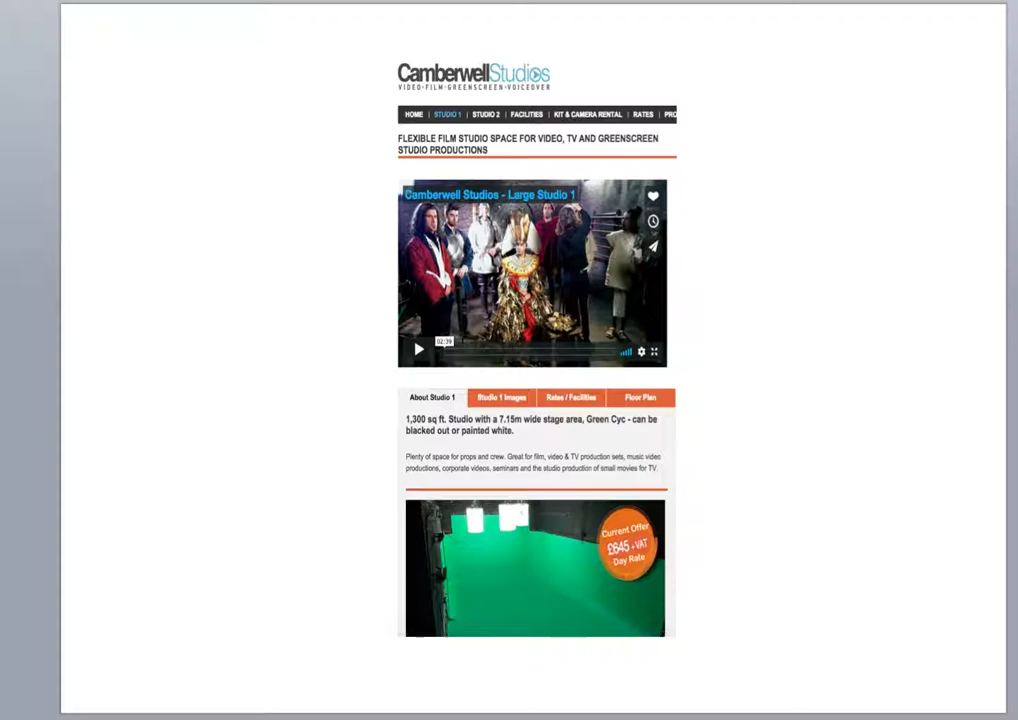 CamberwellStudios
VIDEO•FILM•GREENSCREEN•VOICEOVER
HOME | STUDIO 1 | STUDIO 2 | FACILITIES | KIT & CAMERA RENTAL | RATES | PRO
FLEXIBLE FILM STUDIO SPACE FOR VIDEO, TV AND GREENSCREEN
STUDIO PRODUCTIONS
Camberwell Studios - Large Studio 1
02:39
About Studio 1 Studio 1 Images Rates / Facilities Floor Plan
1,300 sq ft. Studio with a 7.15m wide stage area, Green Cyc - can be
blacked out or painted white.
Plenty of space for props and crew. Great for film, video & TV production sets, music video
productions, corporate videos, seminars and the studio production of small movies for TV.
Current Offer
£645 +VAT
Day Rate